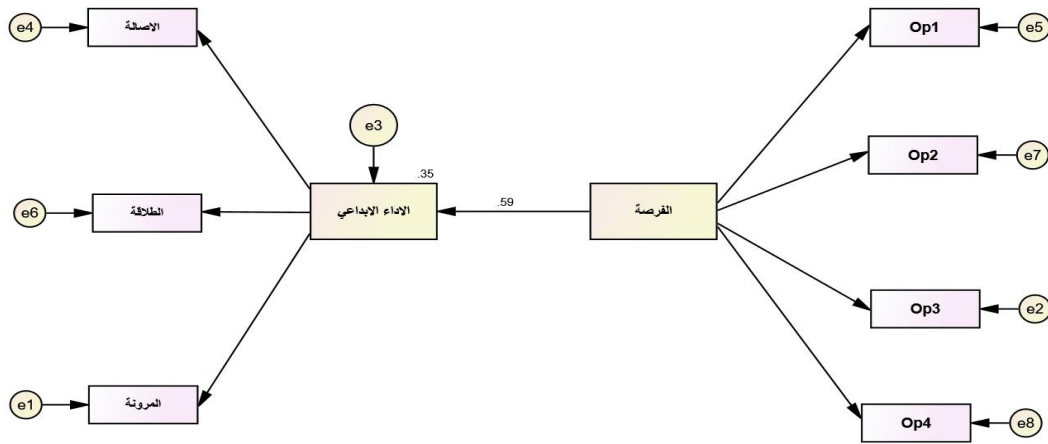 e4
الاصالة
Op1
e5
e3
.35
Op2
e7
e6
الطلاقة
الاداء الابداعي
.59
الفرصة
Op3
e2
e1
المرونة
Op4
e8